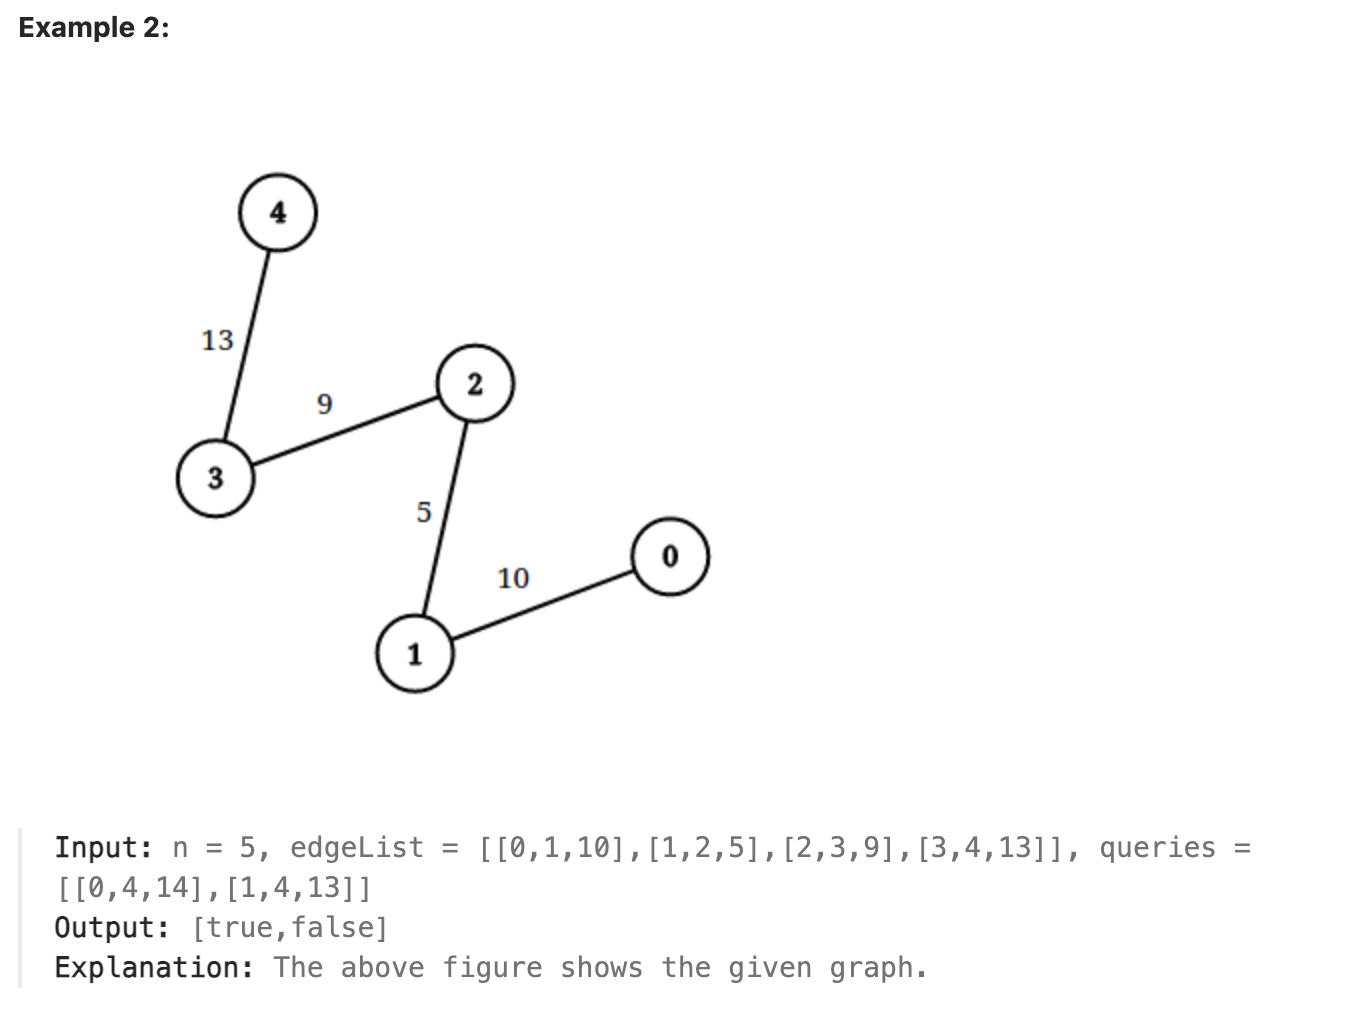 Example 2:
4
13
2
9
3
5
0
10
1
Input: n = 5, edgeList = [[0,1,10],[1,2,5],[2,3,9],[3,4,13]], queries =
[[0,4,14],[1,4,13]]
Output: [true,false]
Explanation: The above figure shows the given graph.